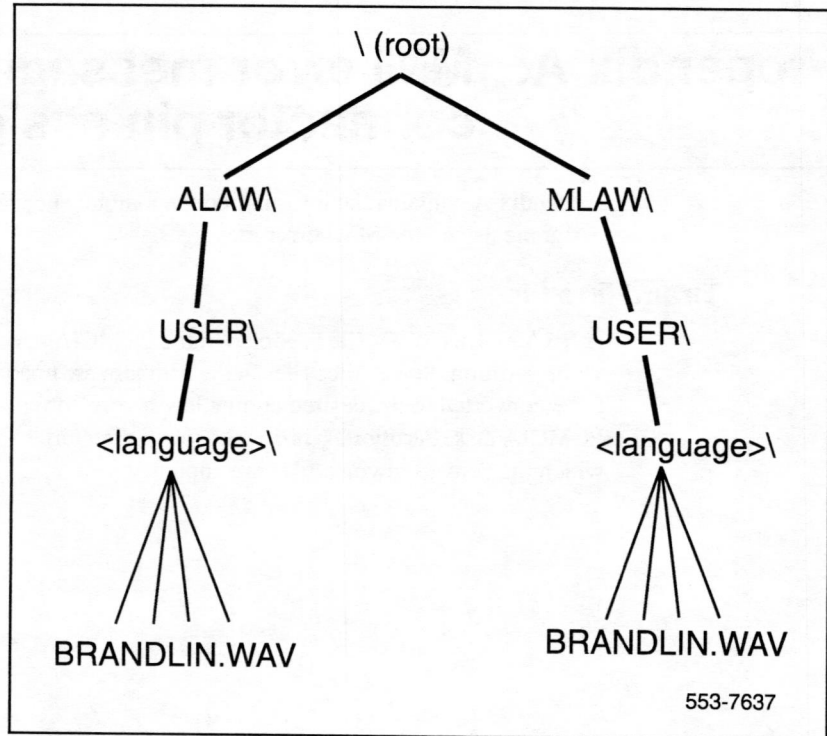 \ (root)
ALAW\ MLAW\
USER\ USER\
<language>\ <language>\
BRANDLIN.WAV BRANDLIN.WAV
553-7637